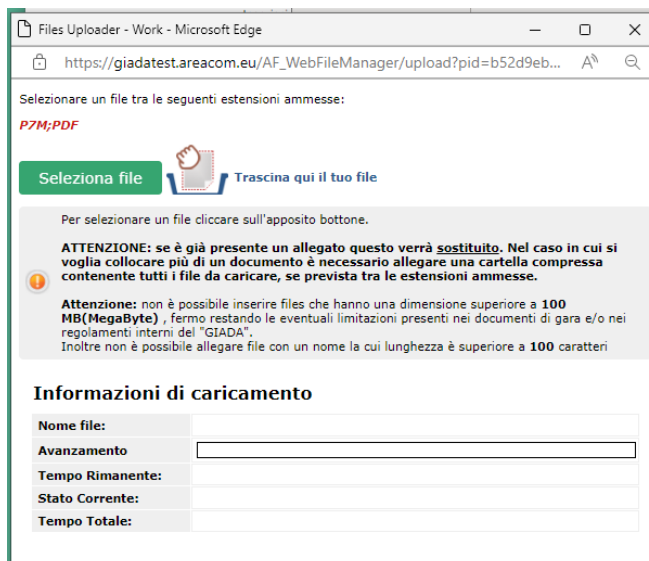 Files Uploader - Work - Microsoft Edge
https://giadatest.areacom.eu/AF_WebFileManager/upload?pid=b52d9eb...
Selezionare un file tra le seguenti estensioni ammesse:
P7M;PDF
Seleziona file
Trascina qui il tuo file
Per selezionare un file cliccare sull'apposito bottone.
ATTENZIONE: se è già presente un allegato questo verrà sostituito. Nel caso in cui si
voglia collocare più di un documento è necessario allegare una cartella compressa
contenente tutti i file da caricare, se prevista tra le estensioni ammesse.
Attenzione: non è possibile inserire files che hanno una dimensione superiore a 100
MB(MegaByte) , fermo restando le eventuali limitazioni presenti nei documenti di gara e/o nei
regolamenti interni del "GIADA".
Inoltre non è possibile allegare file con un nome la cui lunghezza è superiore a 100 caratteri
Informazioni di caricamento
Nome file:
Avanzamento
Tempo Rimanente:
Stato Corrente:
Tempo Totale: